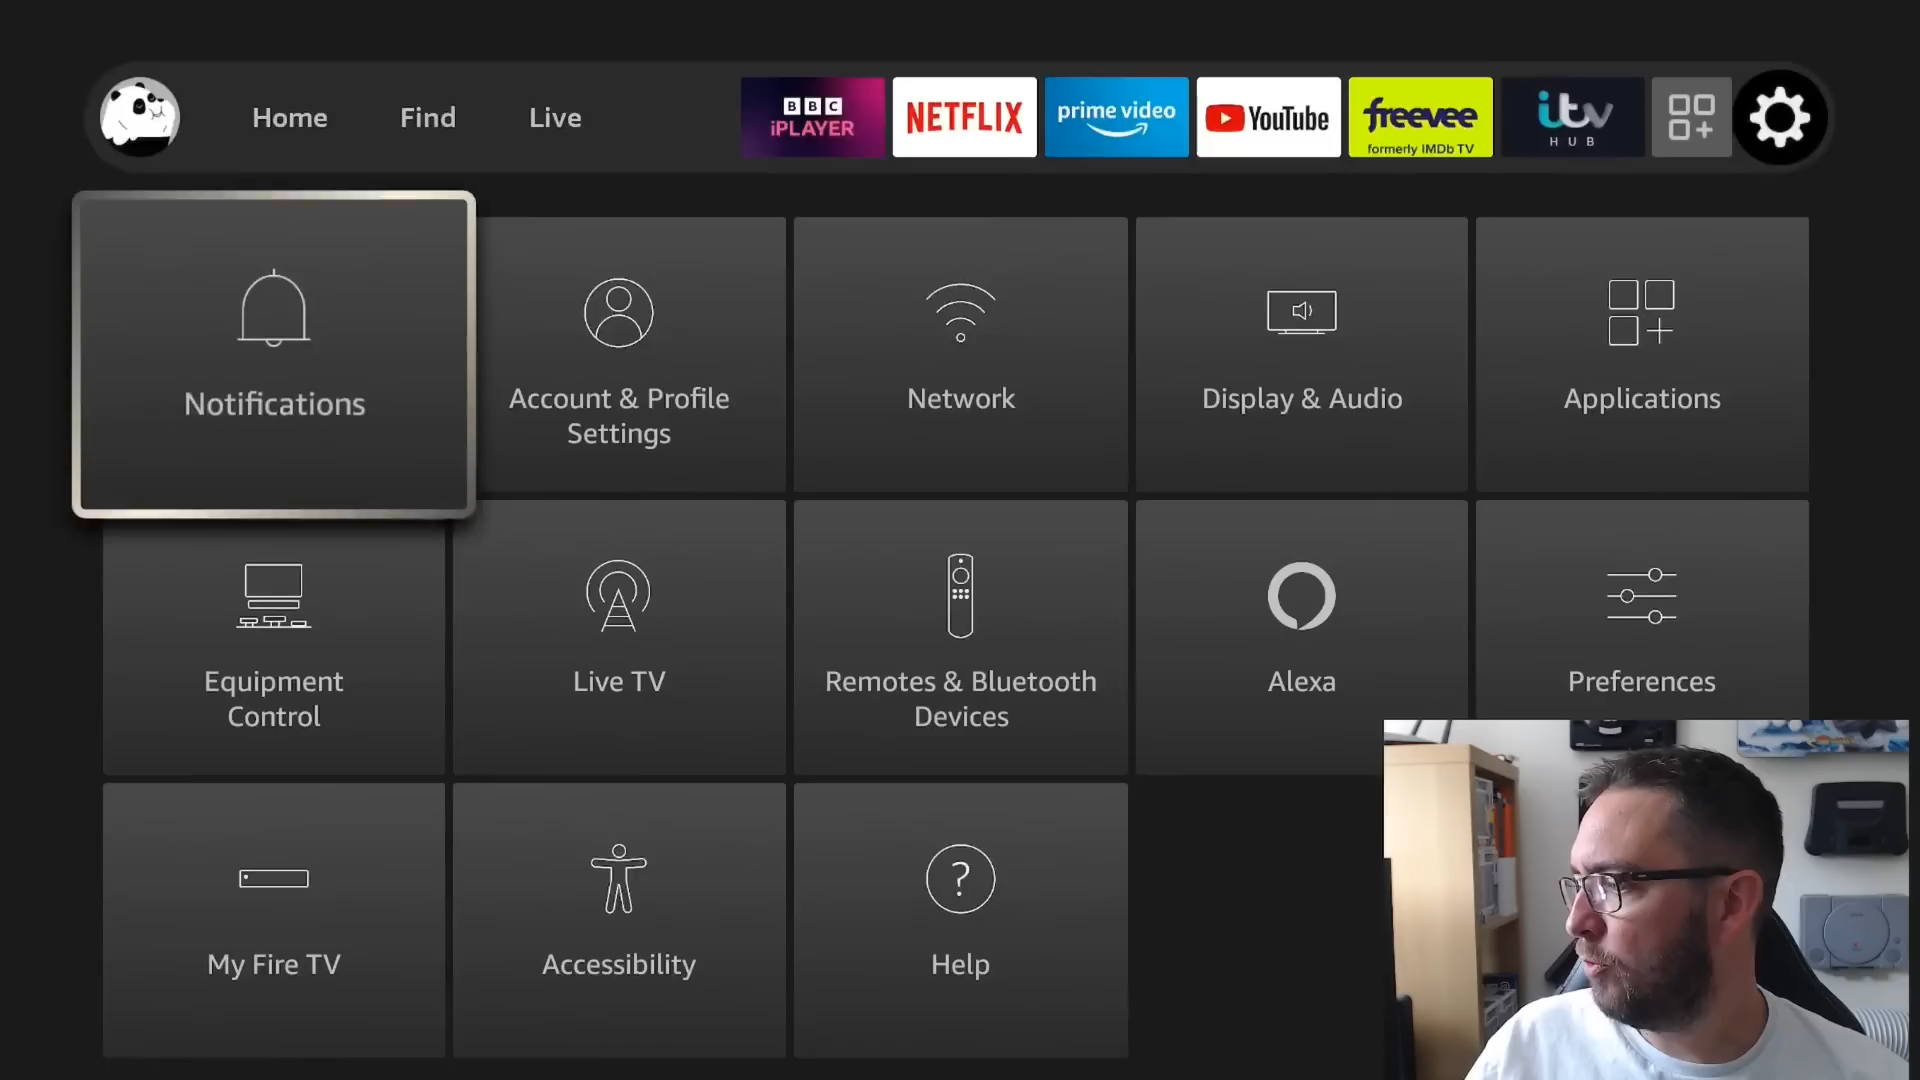 Home
Find
Live
BBC
iPLAYER
NETFLIX
prime video
YouTube
freevee
formerly IMDb TV
itv
HUB
Notifications
Account & Profile
Settings
Network
Display & Audio
Applications
Equipment
Control
Live TV
Remotes & Bluetooth
Devices
Alexa
Preferences
My Fire TV
Accessibility
?
Help